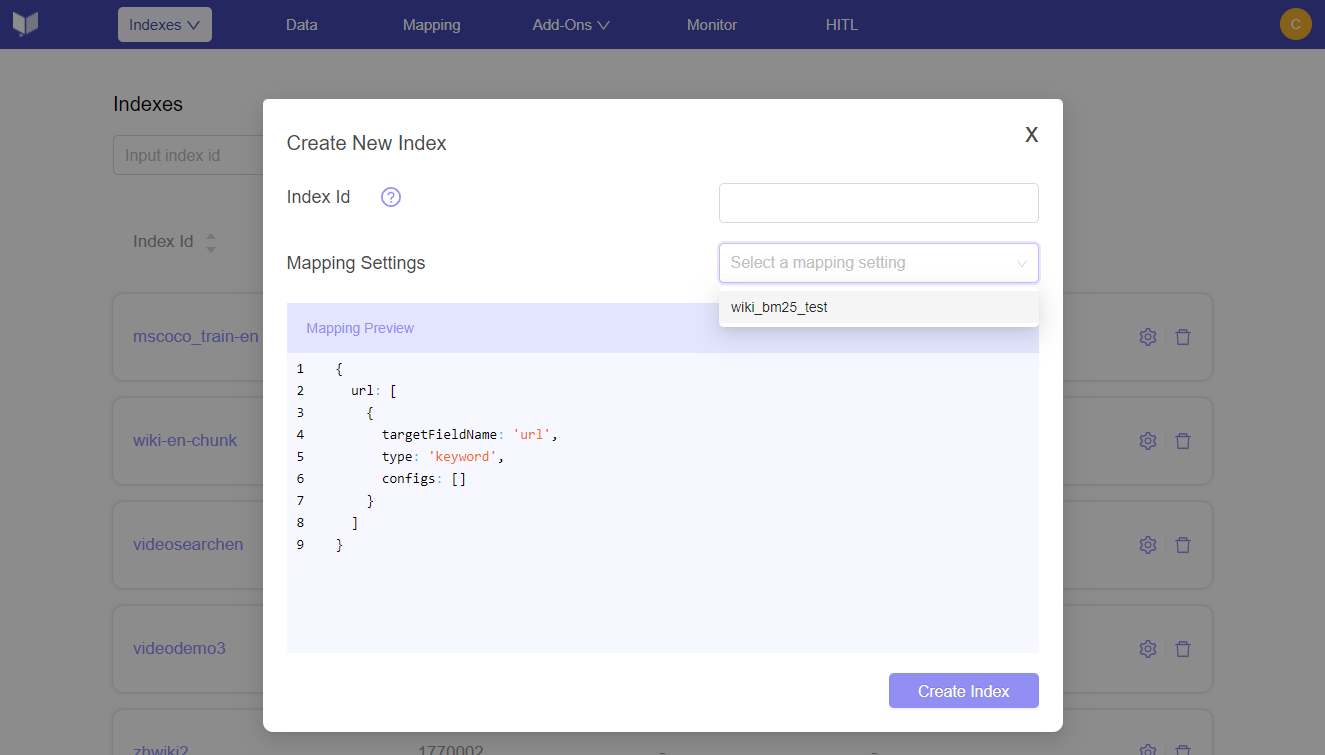 Indexes Data Mapping Add-Ons Monitor HITL C
Indexes
Input index id
Index Id
mscoco_train-en
wiki-en-chunk
videosearchen
videodemo3
zhwiki2 1770002 - -
Create New Index X
Index Id ?
Mapping Settings Select a mapping setting
wiki_bm25_test
Mapping Preview
1 {
2 url: [
3 {
4 targetFieldName: 'url',
5 type: 'keyword',
6 configs: []
7 }
8 ]
9 }
Create Index